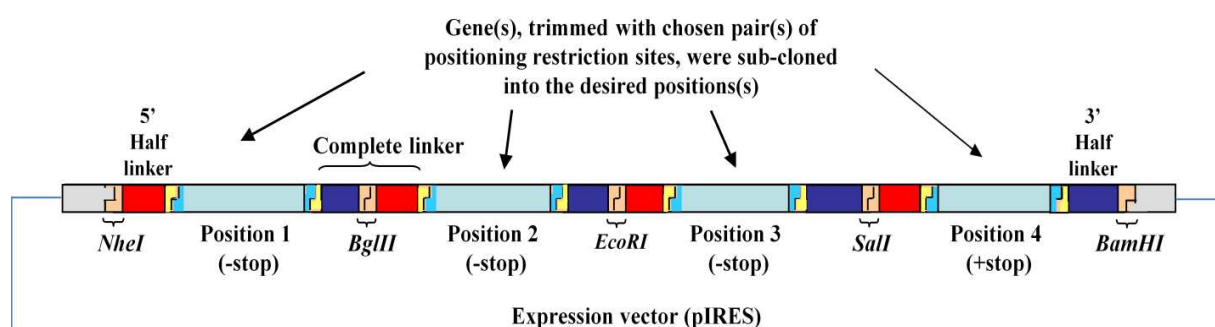 Gene(s), trimmed with chosen pair(s) of
positioning restriction sites, were sub-cloned
into the desired positions(s)
5’
Half
linker
Complete linker
3’
Half
linker
NheI
Position 1
(-stop)
BglII
Position 2
(-stop)
EcoRI
Position 3
(-stop)
SalI
Position 4
(+stop)
BamHI
Expression vector (pIRES)